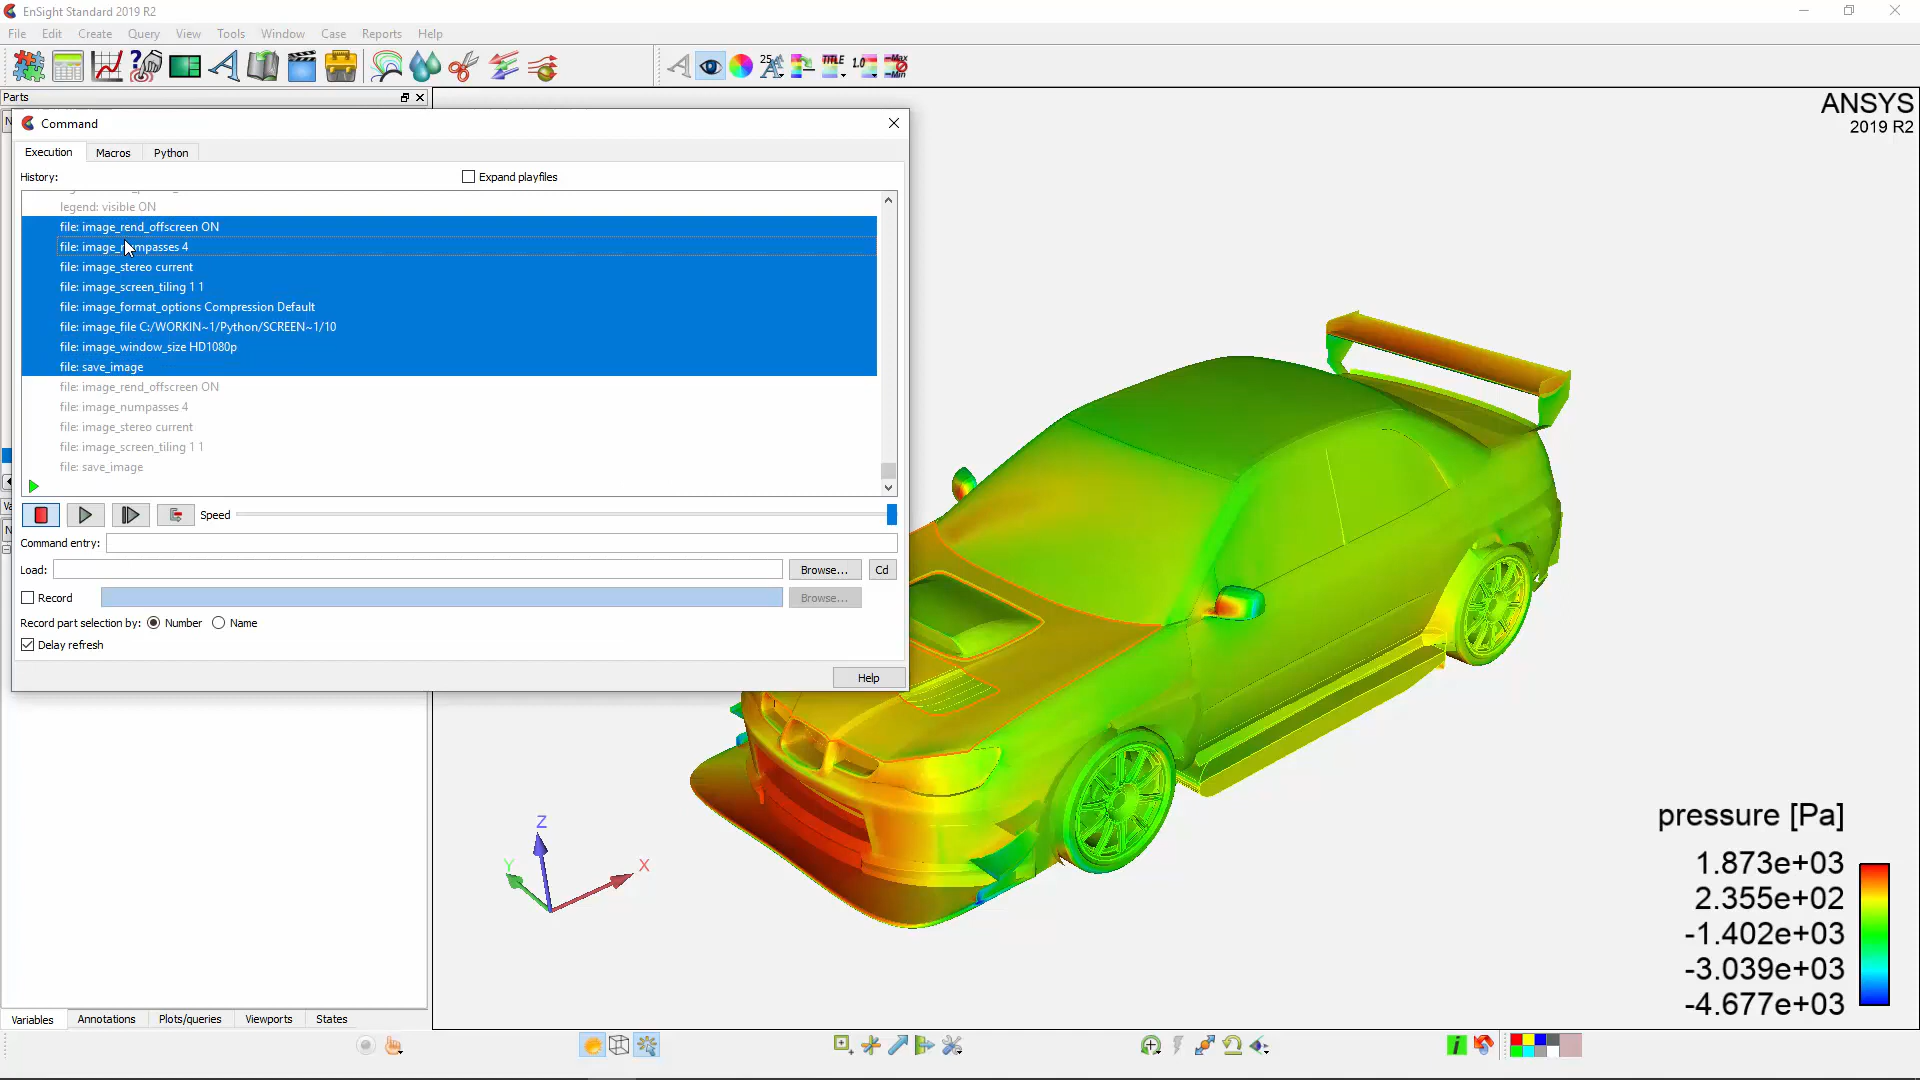 EnSight Standard 2019 R2
File Edit Create Query View Tools Window Case Reports Help
Parts
Command
Execution Macros Python
History: Expand playfiles
legend: visible ON
file: image_rend_offscreen ON
file: image_numpasses 4
file: image_stereo current
file: image_screen_tiling 1 1
file: image_format_options Compression Default
file: image_file C:/WORKIN~1/Python/SCREEN~1/10
file: image_window_size HD1080p
file: save_image
file: image_rend_offscreen ON
file: image_numpasses 4
file: image_stereo current
file: image_screen_tiling 1 1
file: save_image
Speed
Command entry:
Load: Browse... Cd
Record Browse...
Record part selection by: Number Name
Delay refresh
Help
ANSYS
2019 R2
Z
Y
X
pressure [Pa]
1.873e+03
2.355e+02
-1.402e+03
-3.039e+03
-4.677e+03
Variables Annotations Plots/queries Viewports States